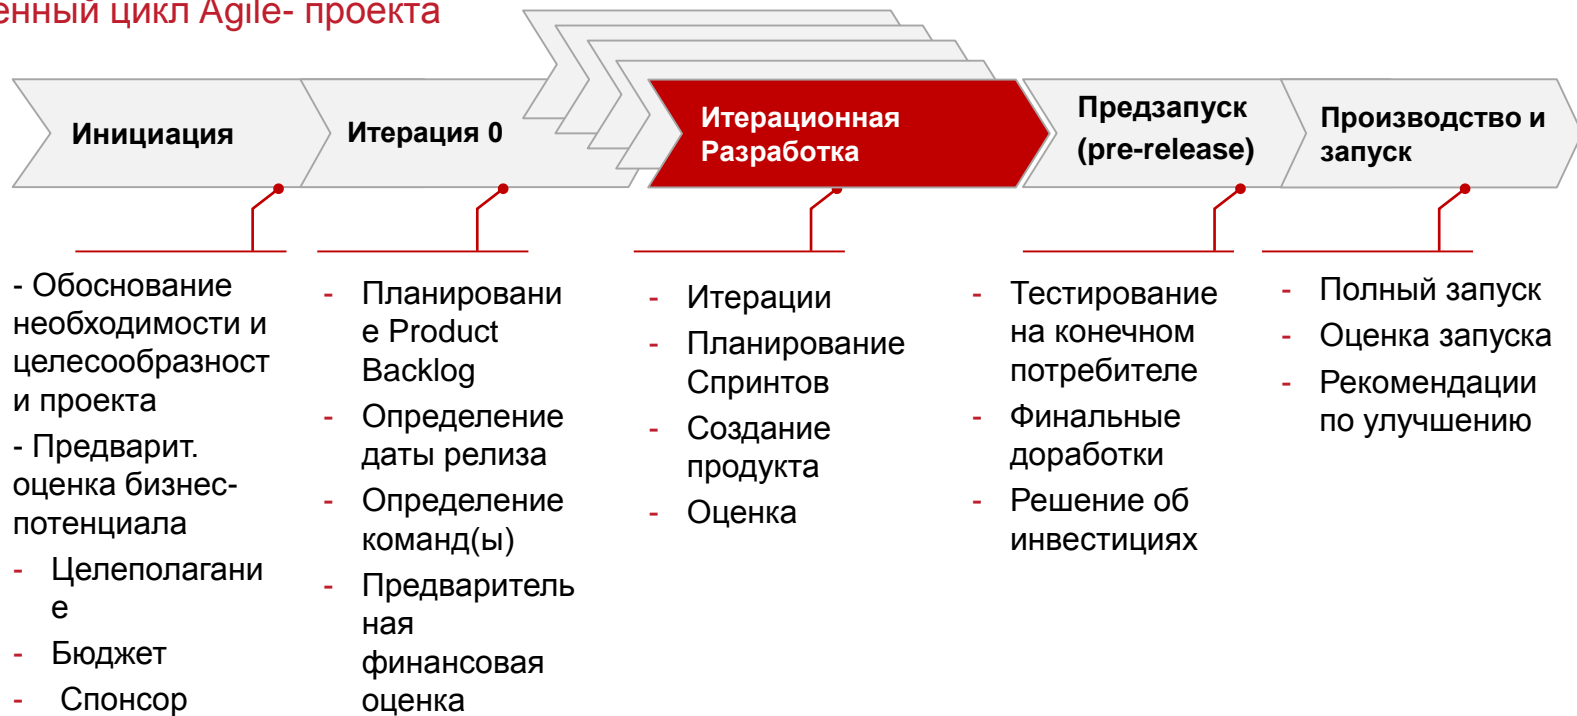 енный цикл Agile- проекта
Инициация
Итерация 0
Итерационная
Разработка
Предзапуск
(pre-release)
Производство и
запуск
- Обоснование
необходимости и
целесообразност
и проекта
- Предварит.
оценка бизнес-
потенциала
- Целеполагани
е
- Бюджет
- Спонсор
- Планировани
е Product
Backlog
- Определение
даты релиза
- Определение
команд(ы)
- Предваритель
ная
финансовая
оценка
- Итерации
- Планирование
Спринтов
- Создание
продукта
- Оценка
- Тестирование
на конечном
потребителе
- Финальные
доработки
- Решение об
инвестициях
- Полный запуск
- Оценка запуска
- Рекомендации
по улучшению